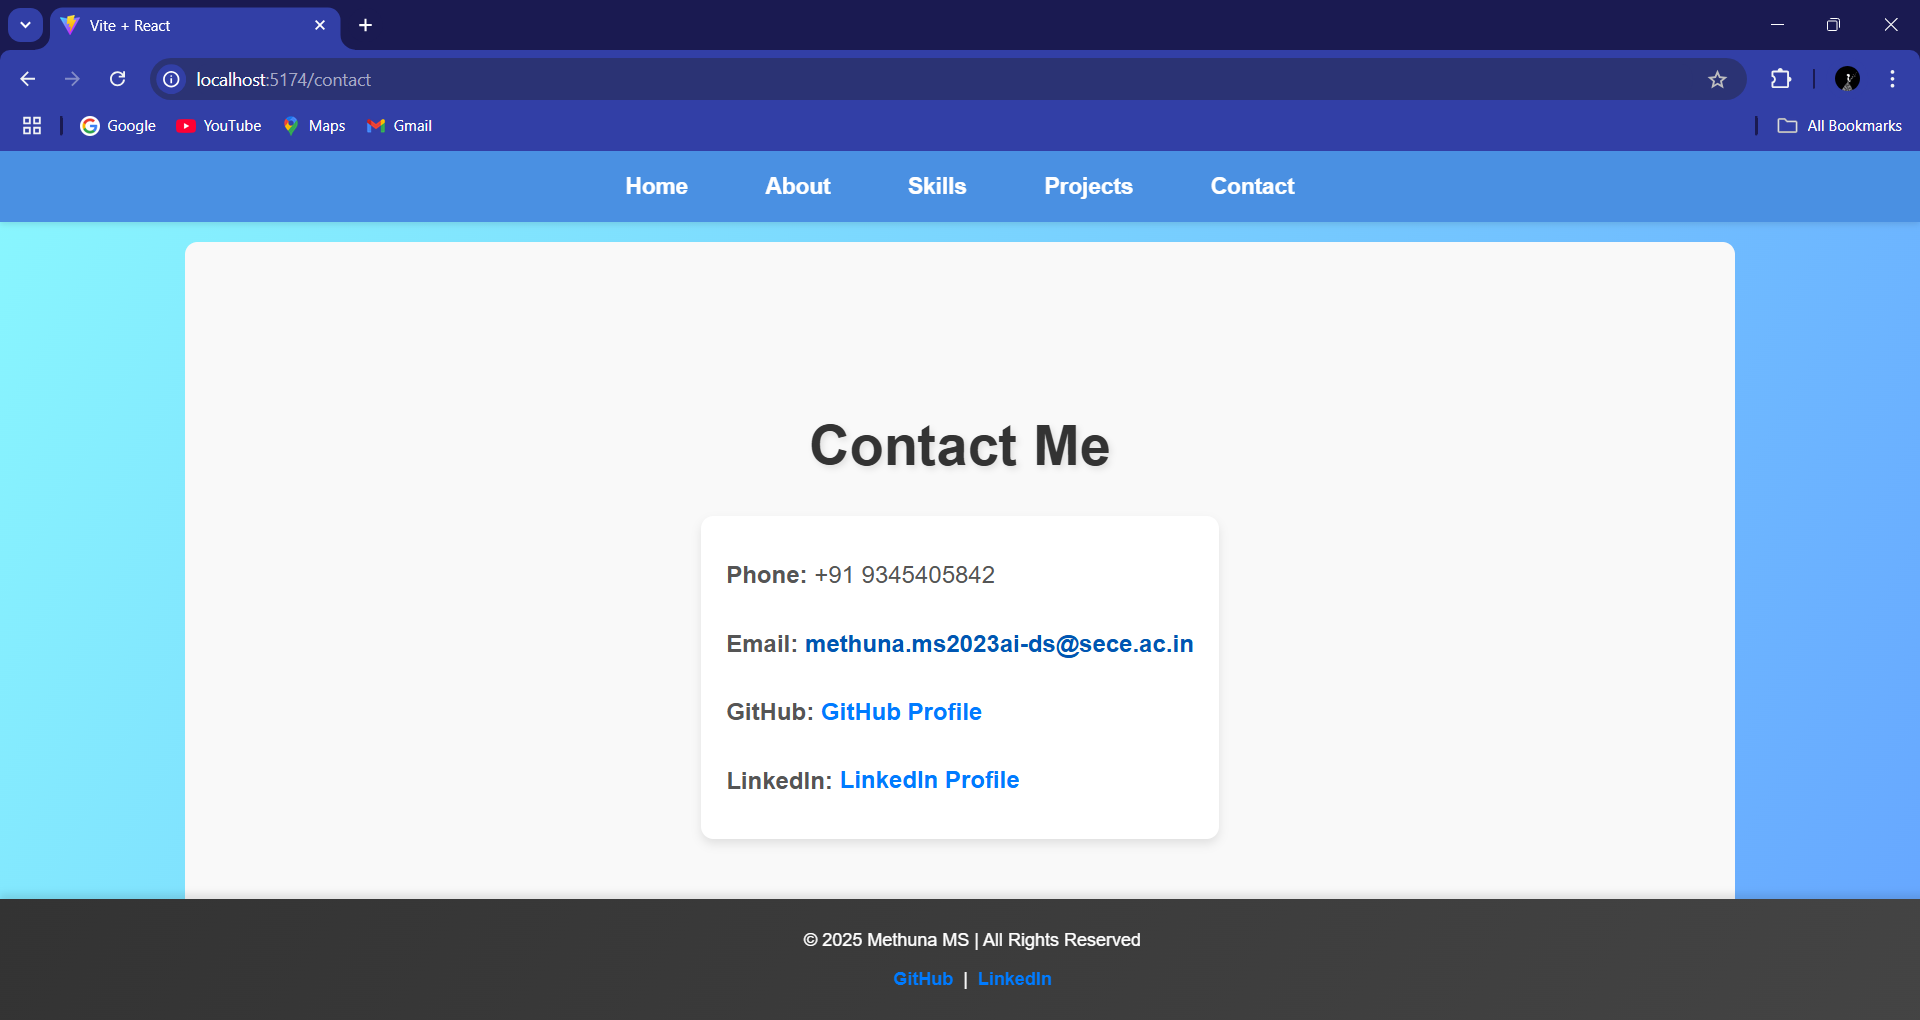 Vite + React
localhost:5174/contact
Google YouTube Maps Gmail All Bookmarks
Home About Skills Projects Contact
Contact Me
Phone: +91 9345405842
Email: methuna.ms2023ai-ds@sece.ac.in
GitHub: GitHub Profile
LinkedIn: LinkedIn Profile
© 2025 Methuna MS | All Rights Reserved
GitHub | LinkedIn